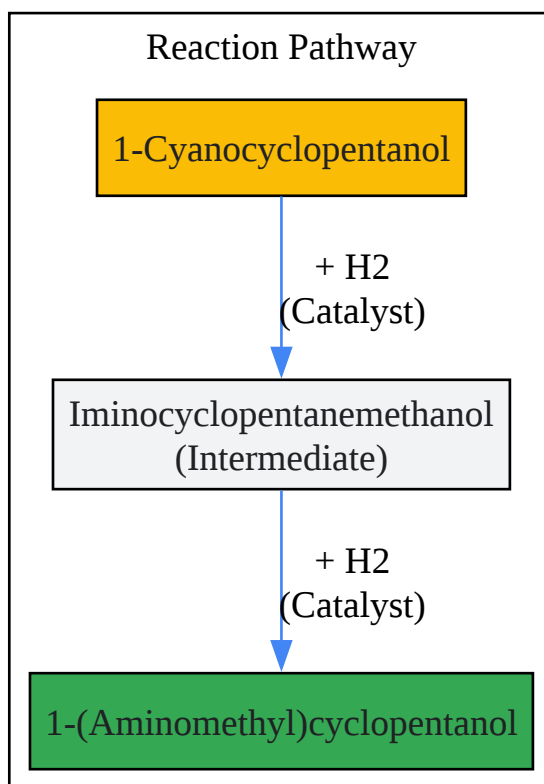 Reaction Pathway
1-Cyanocyclopentanol
+ H2
(Catalyst)
Iminocyclopentanemethanol
(Intermediate)
+ H2
(Catalyst)
1-(Aminomethyl)cyclopentanol